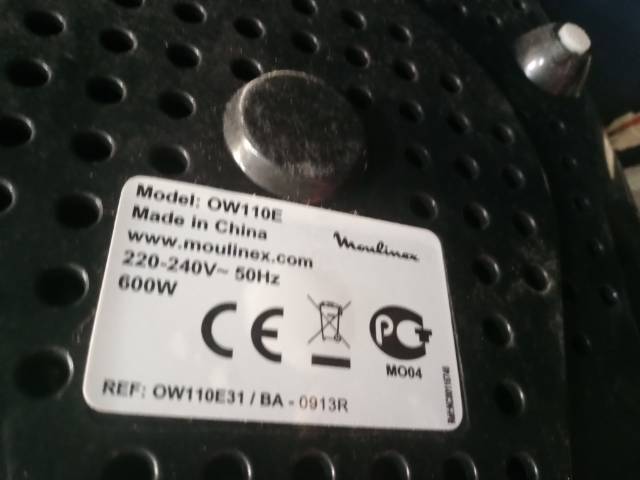 Model: OW110E
Made in China
www.moulinex.com
220-240V~ 50Hz
600W
Moulinex
CE
PCT
MO04
REF: OW110E31 / BA - 0913R